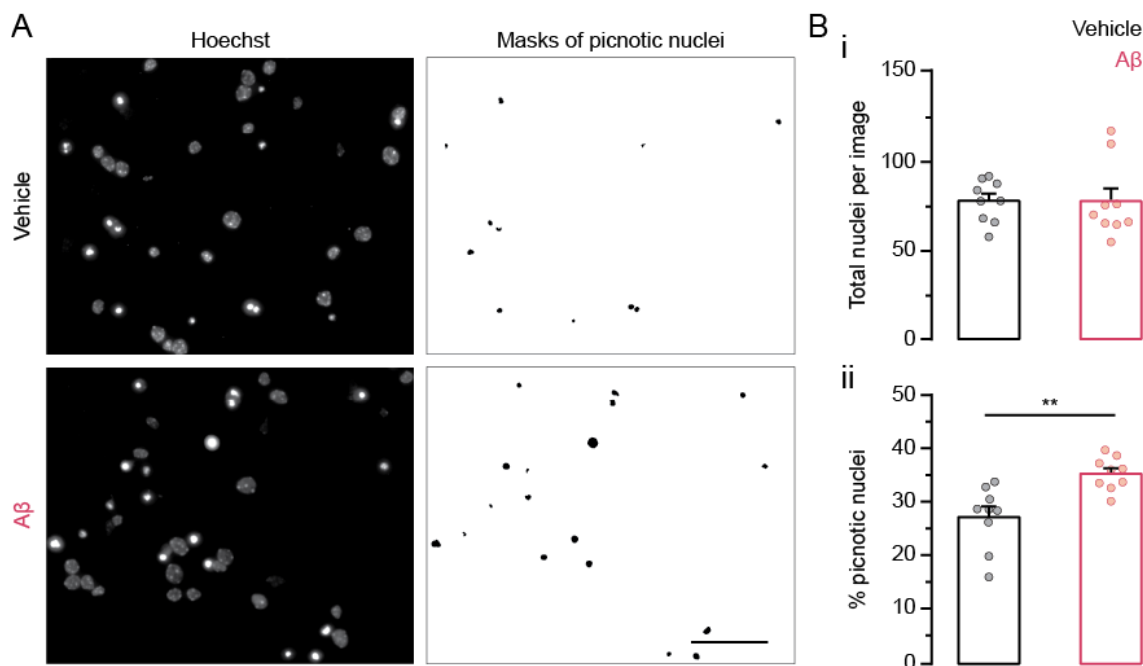 A
Hoechst
Masks of picnotic nuclei
Vehicle
Aβ
B
Vehicle
Aβ
i
Total nuclei per image
150
100
50
0
ii
% picnotic nuclei
50
40
30
20
10
0
**